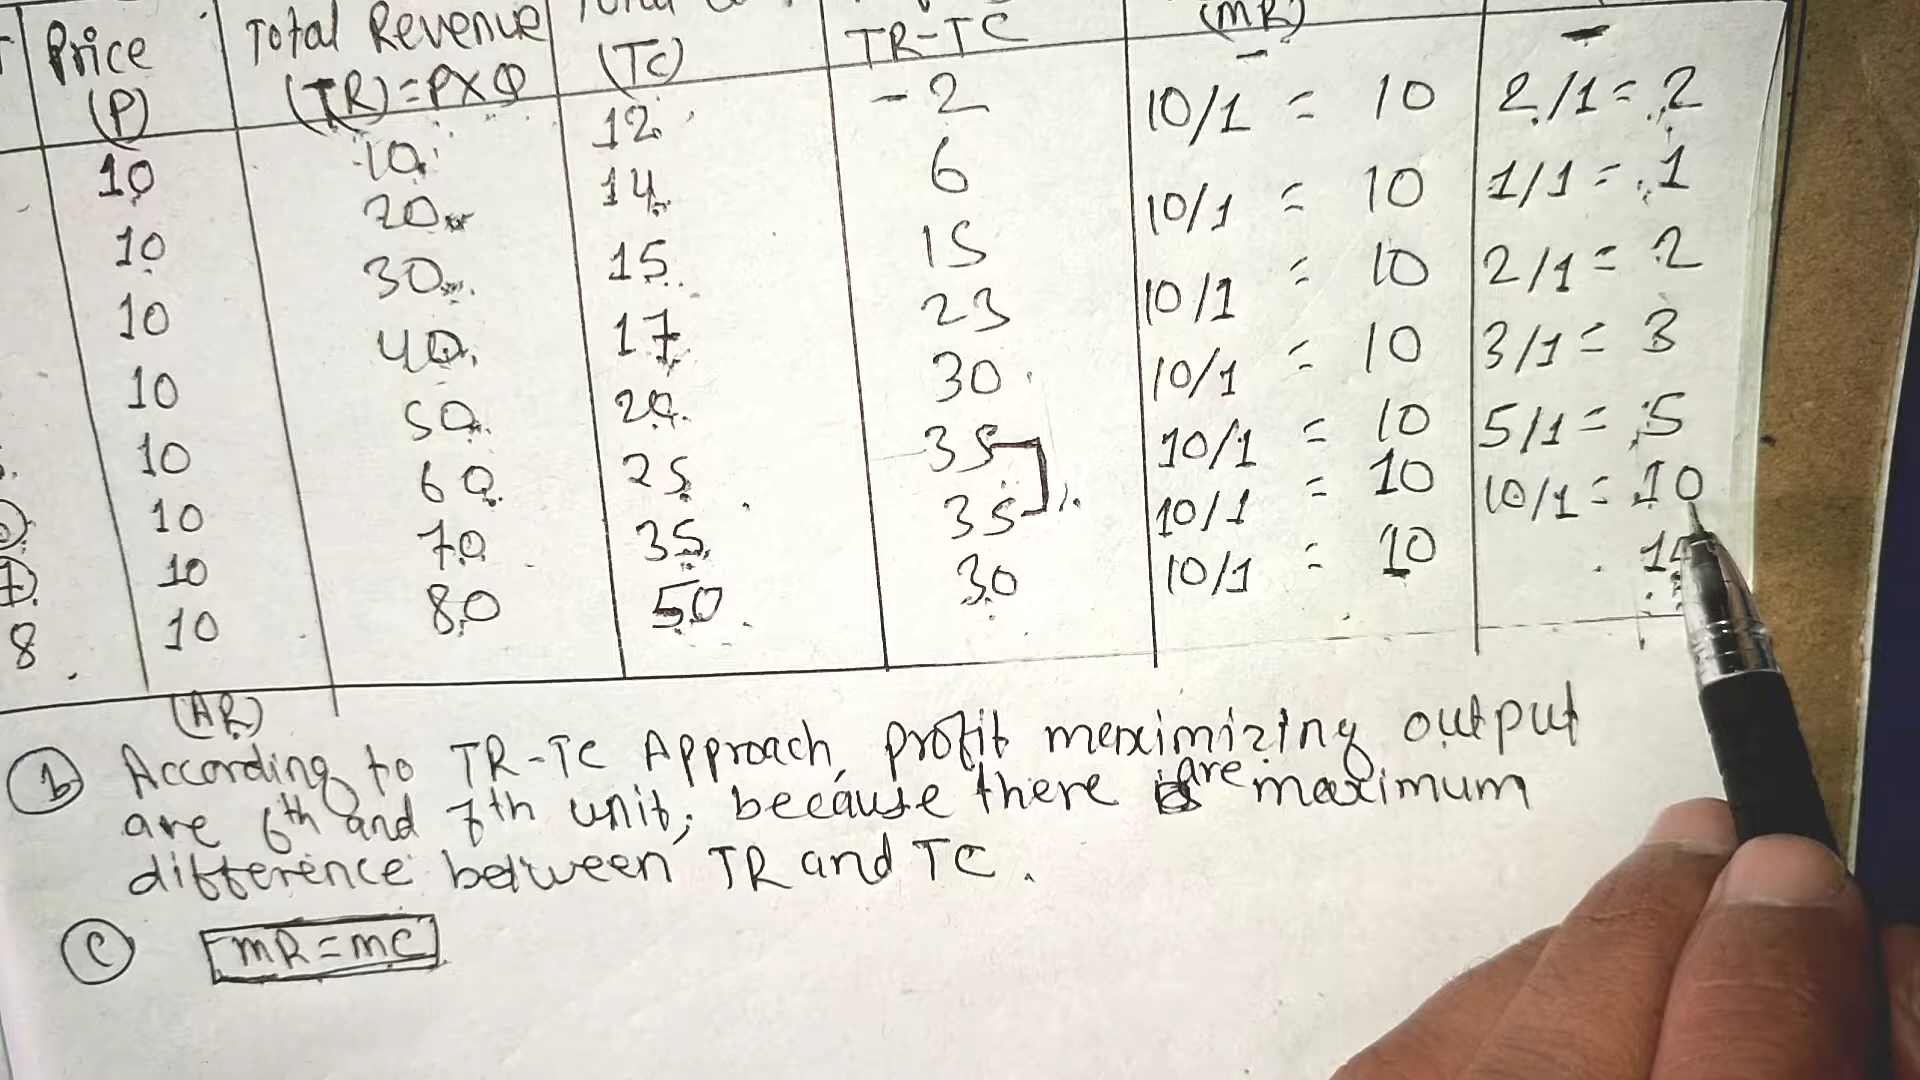 Price Total Revenue
(P) (TR)=PXQ (TC) TR-TC (MR)
- -
10 10 12 -2 10/1 = 10 2/1 = 2
10 20 14 6 10/1 = 10 1/1 = 1
10 30 15 15 10/1 = 10 2/1 = 2
10 40 17 23 10/1 = 10 3/1 = 3
10 50 20 30 10/1 = 10 5/1 = 5
10 60 25 35 10/1 = 10 10/1 = 10
7 10 70 35 35 10/1 = 10
8 10 80 50 30
(AR)
(b) According to TR-TC Approach, profit meximizing output
are 6th and 7th unit; because there are maximum
difference between TR and TC.
(c) MR=MC